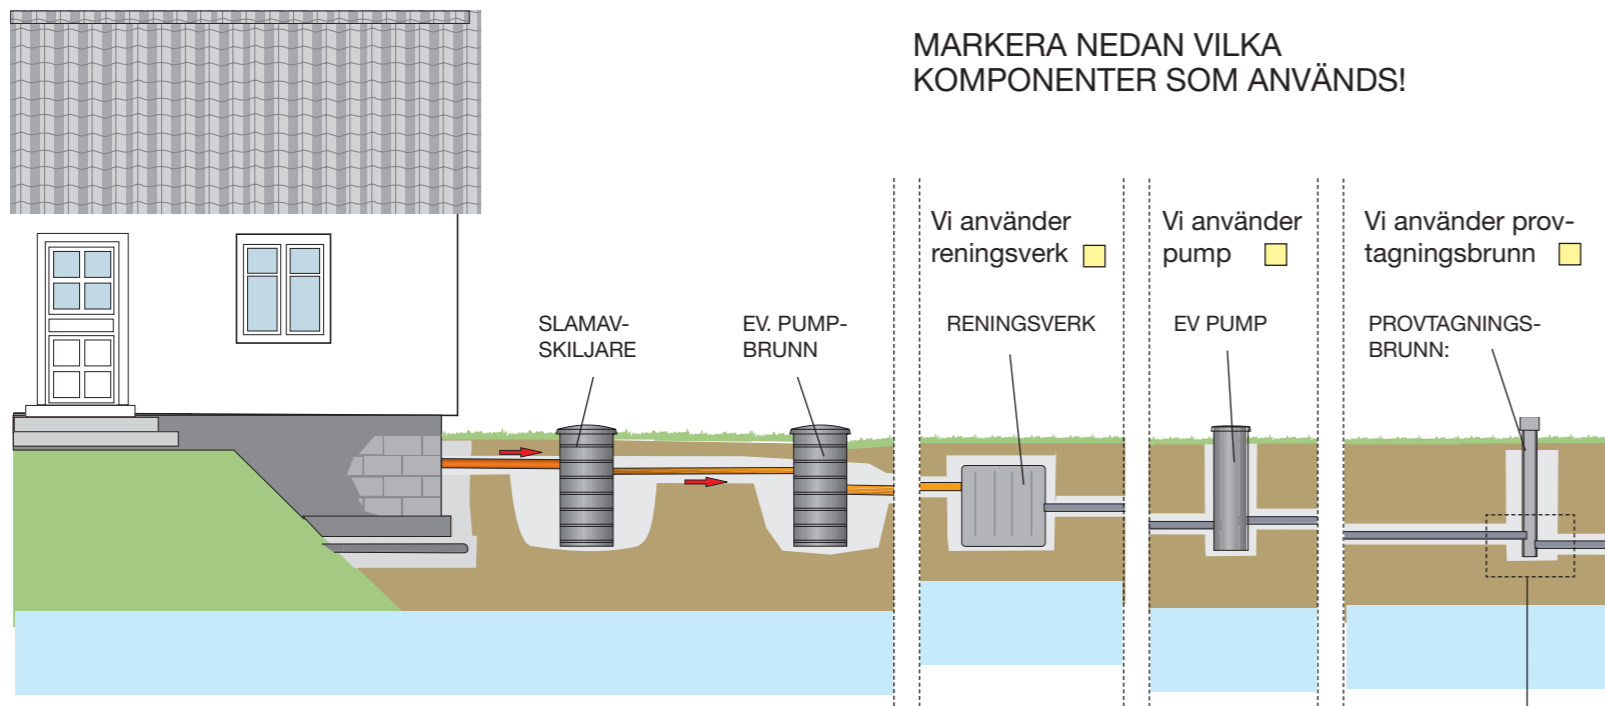 MARKERA NEDAN VILKA
KOMPONENTER SOM ANVÄNDS!
Vi använder
reningsverk
Vi använder
pump
Vi använder prov-
tagningsbrunn
SLAMAV-
SKILJARE
EV. PUMP-
BRUNN
RENINGSVERK
EV PUMP
PROVTAGNINGS-
BRUNN: